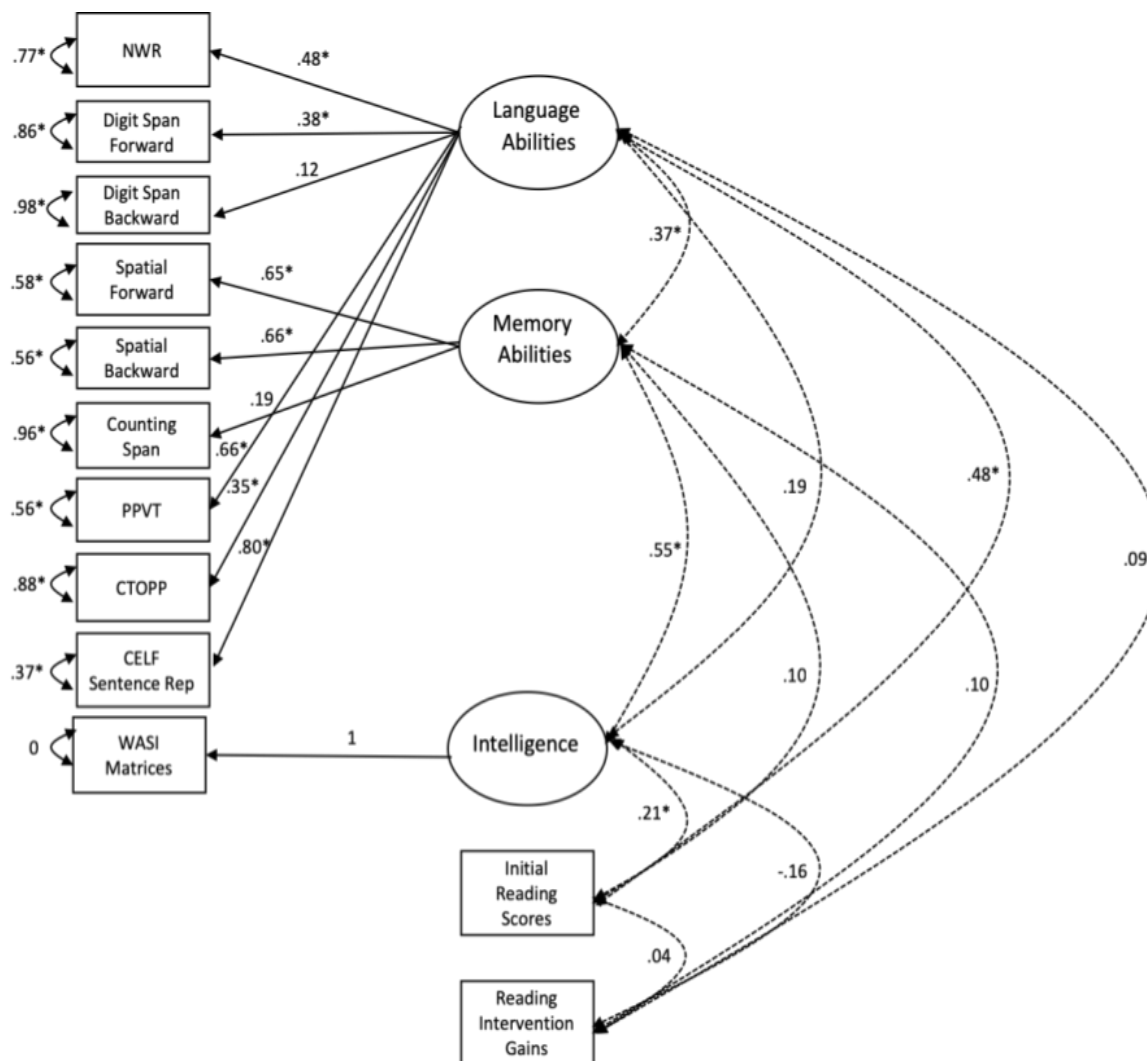 NWR
.77*
.48*
Digit Span
Forward
.86*
.38*
Language
Abilities
Digit Span
Backward
.98*
.12
Spatial
Forward
.58*
.65*
.37*
Memory
Abilities
Spatial
Backward
.56*
.66*
Counting
Span
.96*
.19
.66*
PPVT
.56*
.35*
.19
.48*
.80*
.55*
.09
CTOPP
.88*
CELF
Sentence Rep
.37*
.10
.10
WASI
Matrices
0
1
Intelligence
.21*
Initial
Reading
Scores
-.16
.04
Reading
Intervention
Gains